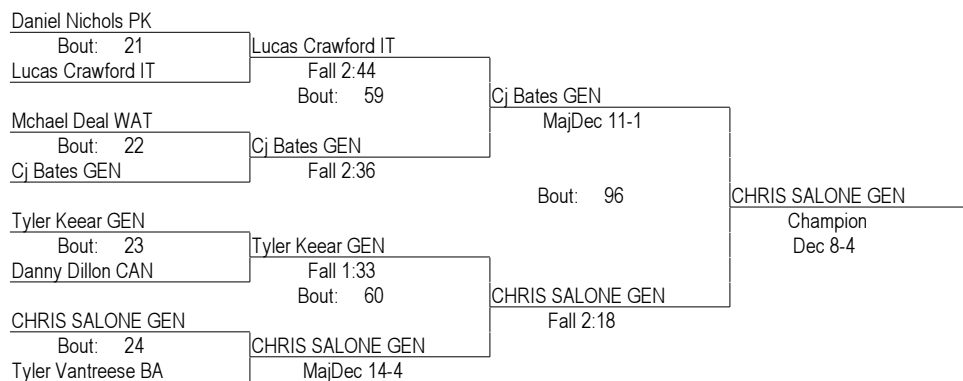 Daniel Nichols PK
Bout: 21
Lucas Crawford IT
Lucas Crawford IT
Fall 2:44
Bout: 59
Mchael Deal WAT
Bout: 22
Cj Bates GEN
Cj Bates GEN
Fall 2:36
Cj Bates GEN
MajDec 11-1
Bout: 96
Tyler Keear GEN
Bout: 23
Danny Dillon CAN
Tyler Keear GEN
Fall 1:33
Bout: 60
CHRIS SALONE GEN
Bout: 24
Tyler Vantreese BA
CHRIS SALONE GEN
MajDec 14-4
CHRIS SALONE GEN
Fall 2:18
CHRIS SALONE GEN
Champion
Dec 8-4